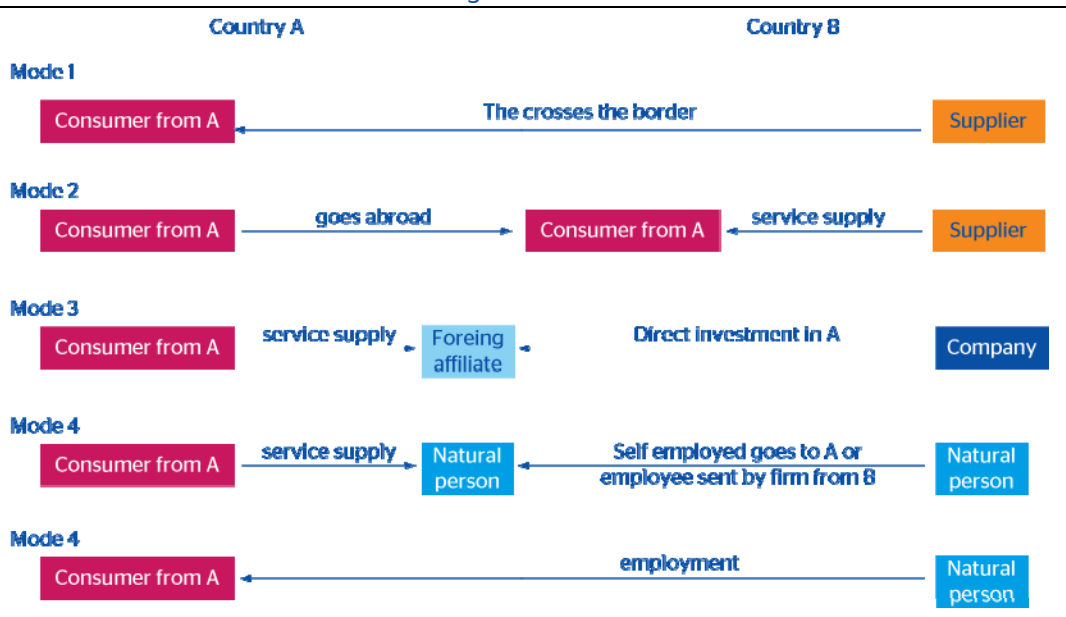 Country A
Country B
Mode 1
Consumer from A
The crosses the border
Supplier
Mode 2
Consumer from A
goes abroad
Consumer from A
service supply
Supplier
Mode 3
Consumer from A
service supply
Foreing
affiliate
Direct investment in A
Company
Mode 4
Consumer from A
service supply
Natural
person
Self employed goes to A or
employee sent by firm from B
Natural
person
Mode 4
Consumer from A
employment
Natural
person